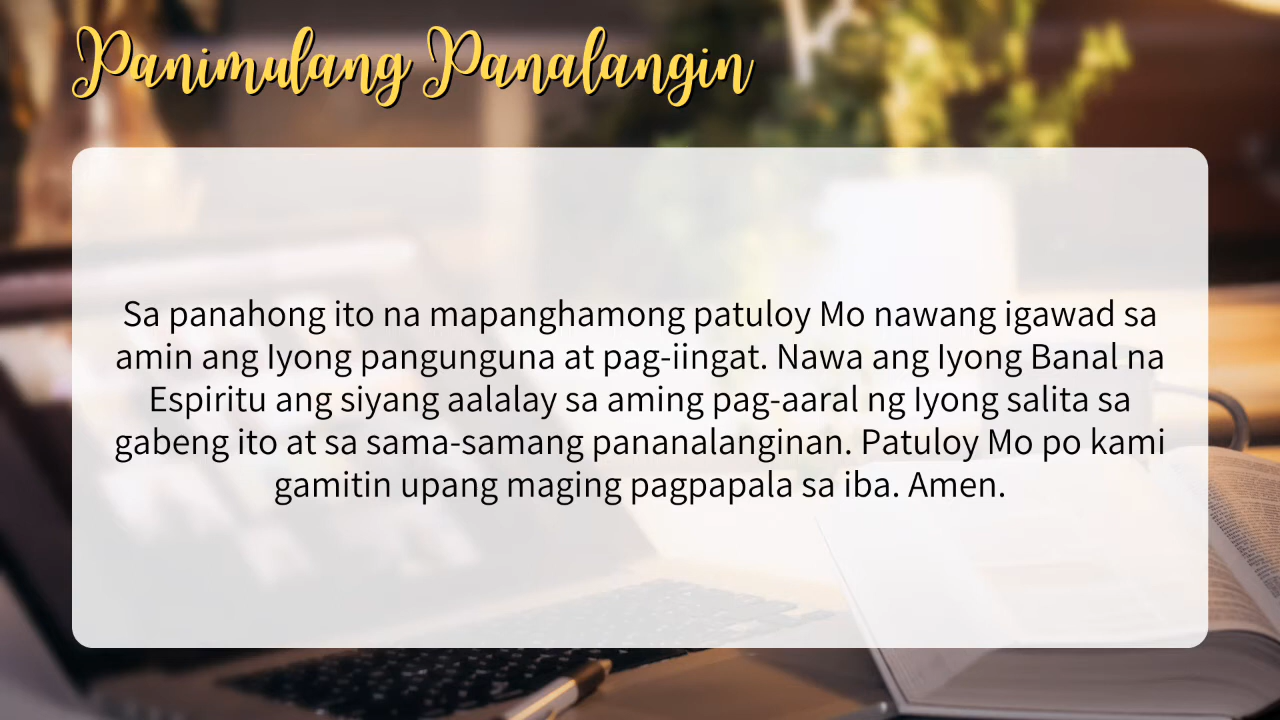 Panimulang Panalangin
Sa panahong ito na mapanghamong patuloy Mo nawang igawad sa
amin ang Iyong pangunguna at pag-iingat. Nawa ang Iyong Banal na
Espiritu ang siyang aalalay sa aming pag-aaral ng Iyong salita sa
gabeng ito at sa sama-samang pananalanginan. Patuloy Mo po kami
gamitin upang maging pagpapala sa iba. Amen.